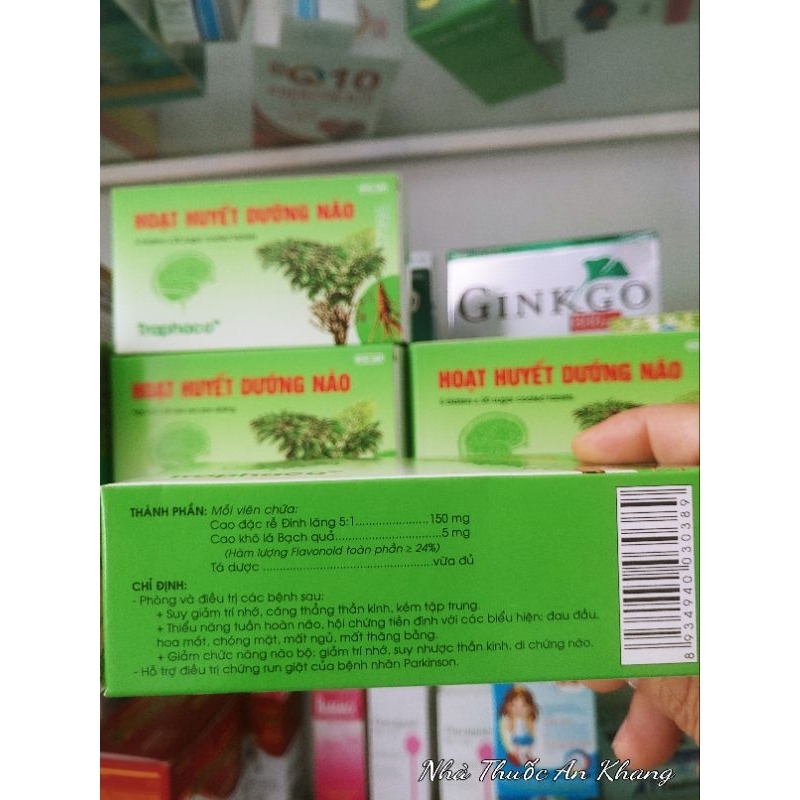 Q10
HOẠT HUYẾT DƯỠNG NÃO
Traphaco
GINKGO
HOẠT HUYẾT DƯỠNG NÃO
HOẠT HUYẾT DƯỠNG NÃO
THÀNH PHẦN: Mỗi viên chứa:
Cao đặc rễ Đinh lăng 5:1......................150 mg
Cao khô lá Bạch quả................................5 mg
(Hàm lượng Flavonoid toàn phần ≥ 24%)
Tá dược ..............................................vừa đủ
CHỈ ĐỊNH:
- Phòng và điều trị các bệnh sau:
+ Suy giảm trí nhớ, căng thẳng thần kinh, kém tập trung.
+ Thiểu năng tuần hoàn não, hội chứng tiền đình với các biểu hiện: đau đầu,
hoa mắt, chóng mặt, mất ngủ, mất thăng bằng.
+ Giảm chức năng não bộ: giảm trí nhớ, suy nhược thần kinh, di chứng não.
- Hỗ trợ điều trị chứng run giật của bệnh nhân Parkinson.
8 934940 030389
Nhà Thuốc An Khang